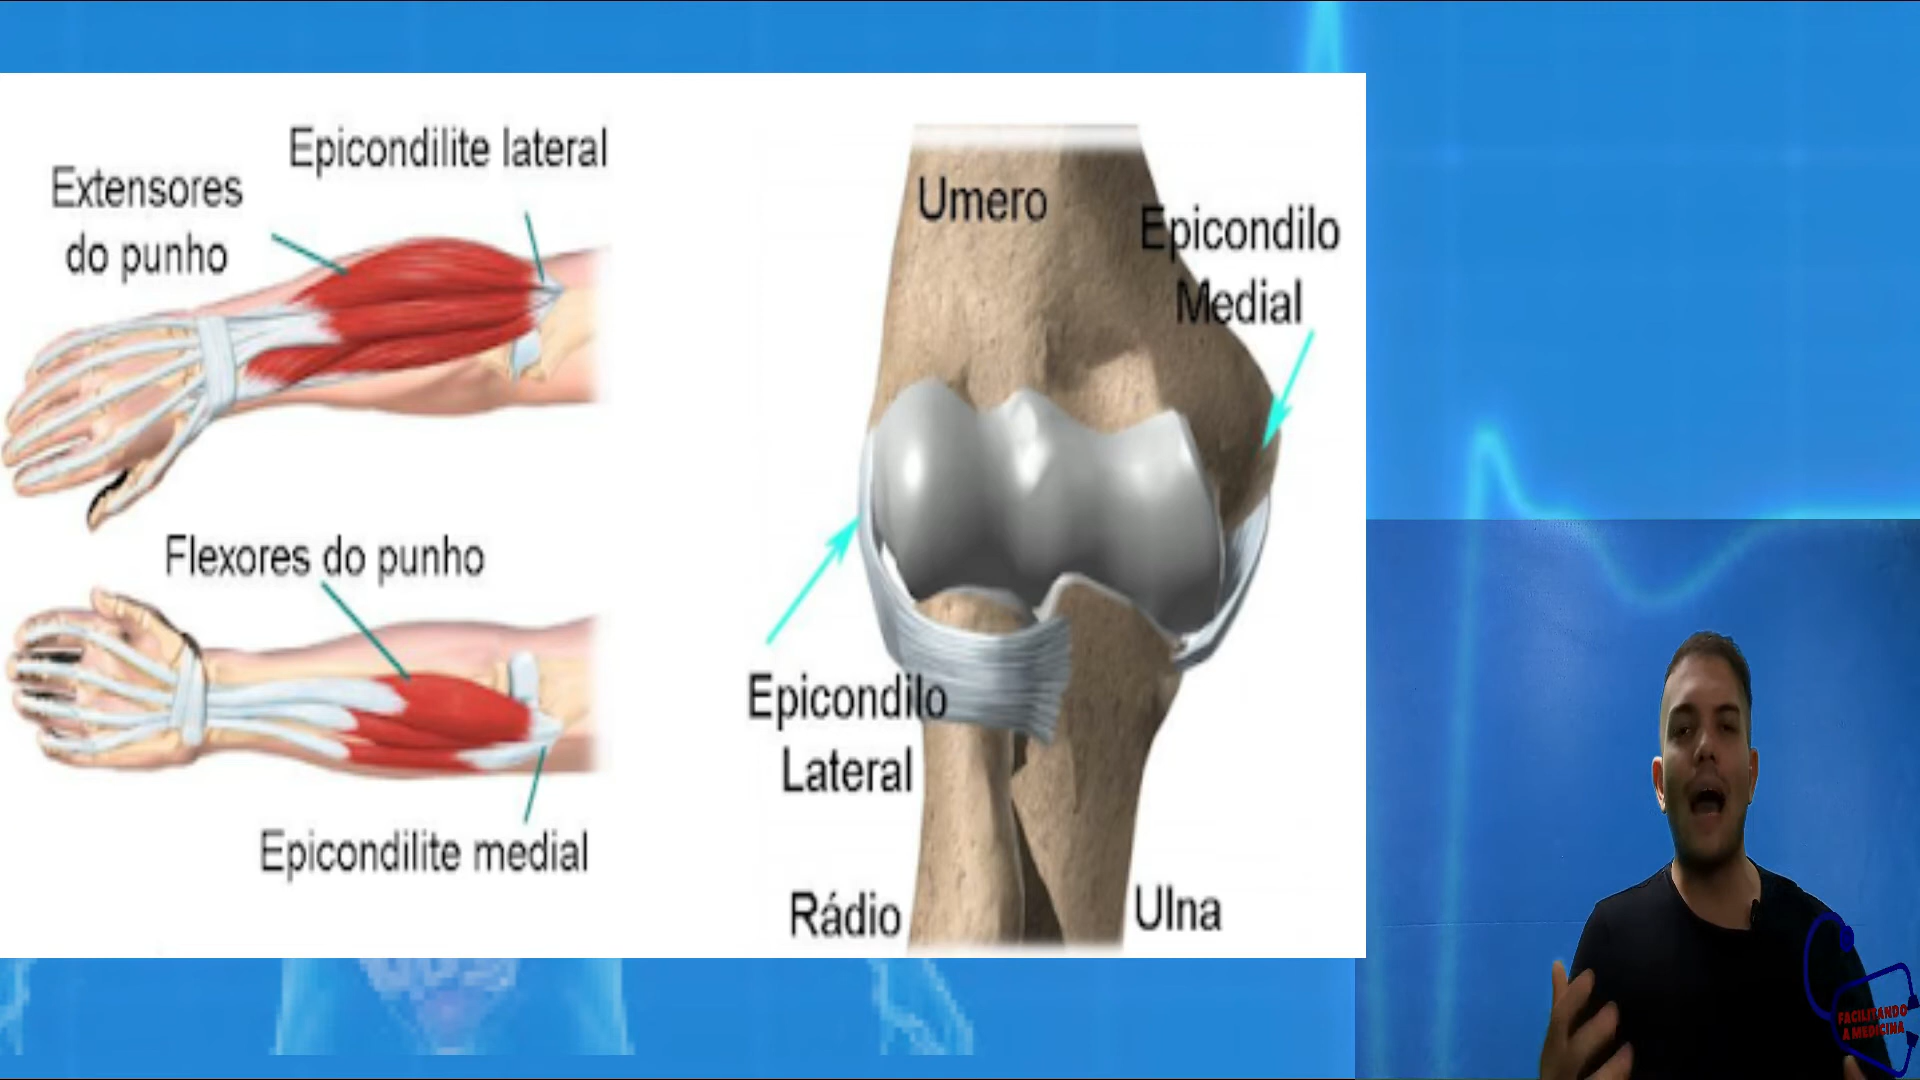 Epicondilite lateral
Extensores
do punho
Flexores do punho
Epicondilite medial
Umero
Epicondilo
Medial
Epicondilo
Lateral
Rádio
Ulna
FACILITANDO
A MEDICINA